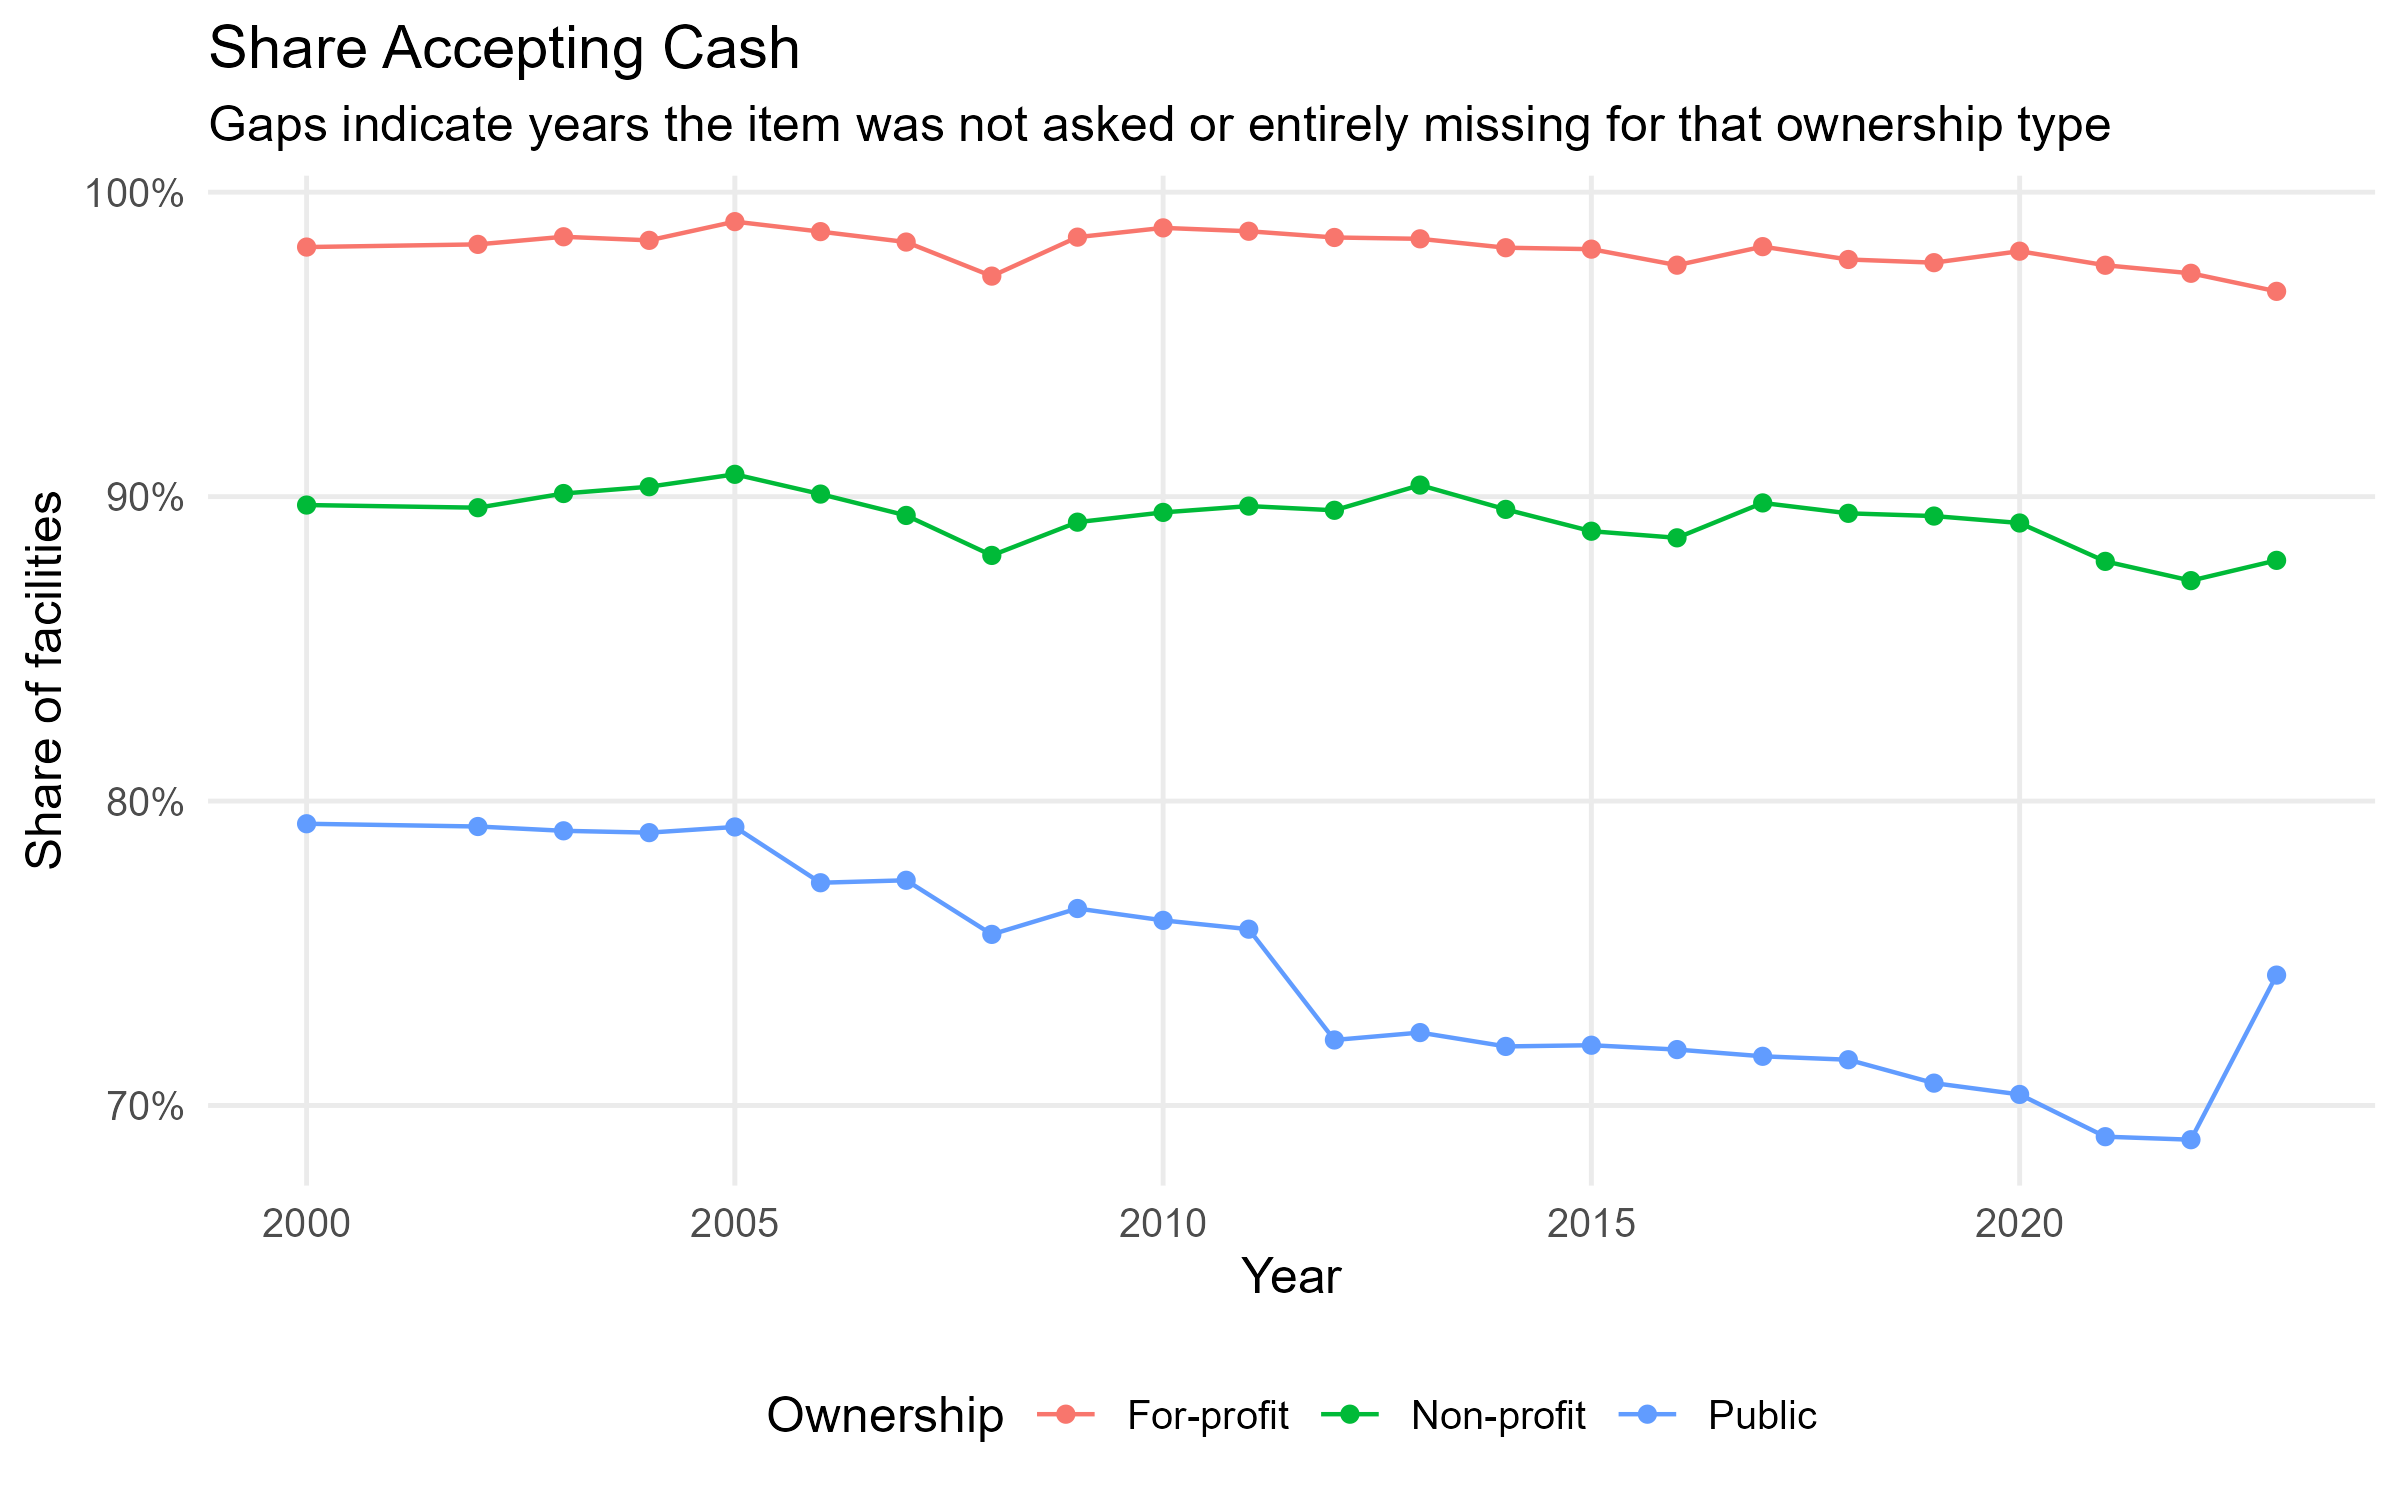 Share Accepting Cash
Gaps indicate years the item was not asked or entirely missing for that ownership type
100%
90%
80%
70%
Share of facilities
2000 2005 2010 2015 2020
Year
Ownership For-profit Non-profit Public